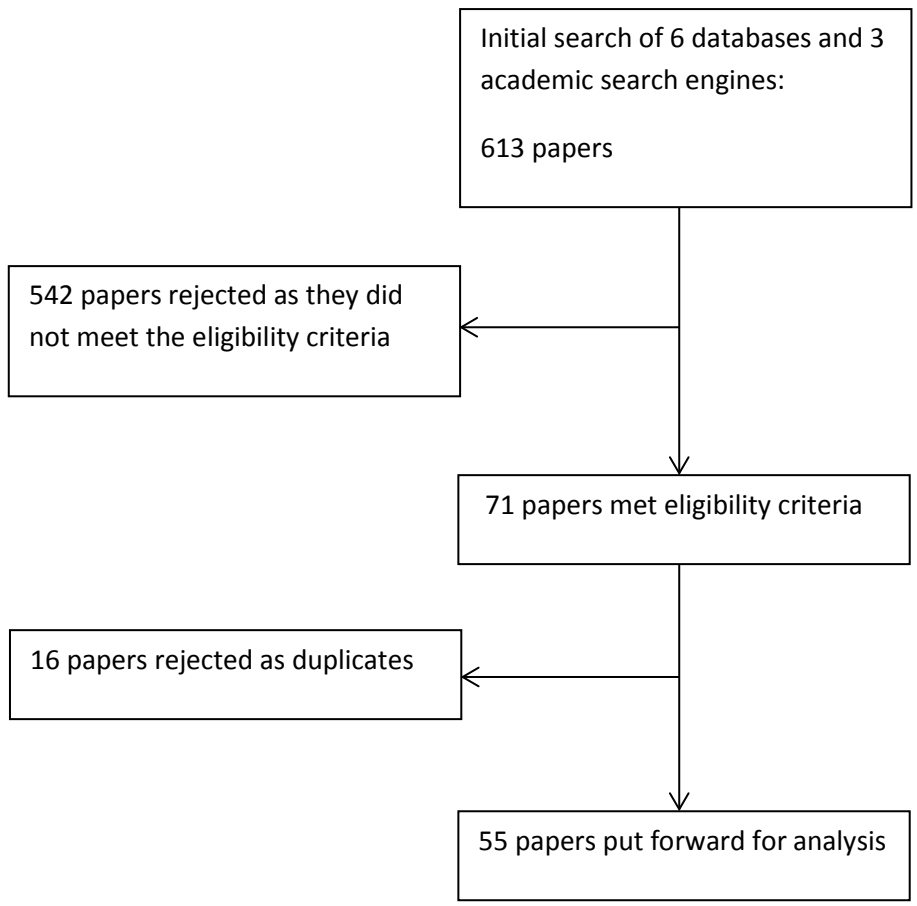 Initial search of 6 databases and 3
academic search engines:
613 papers
542 papers rejected as they did
not meet the eligibility criteria
71 papers met eligibility criteria
16 papers rejected as duplicates
55 papers put forward for analysis